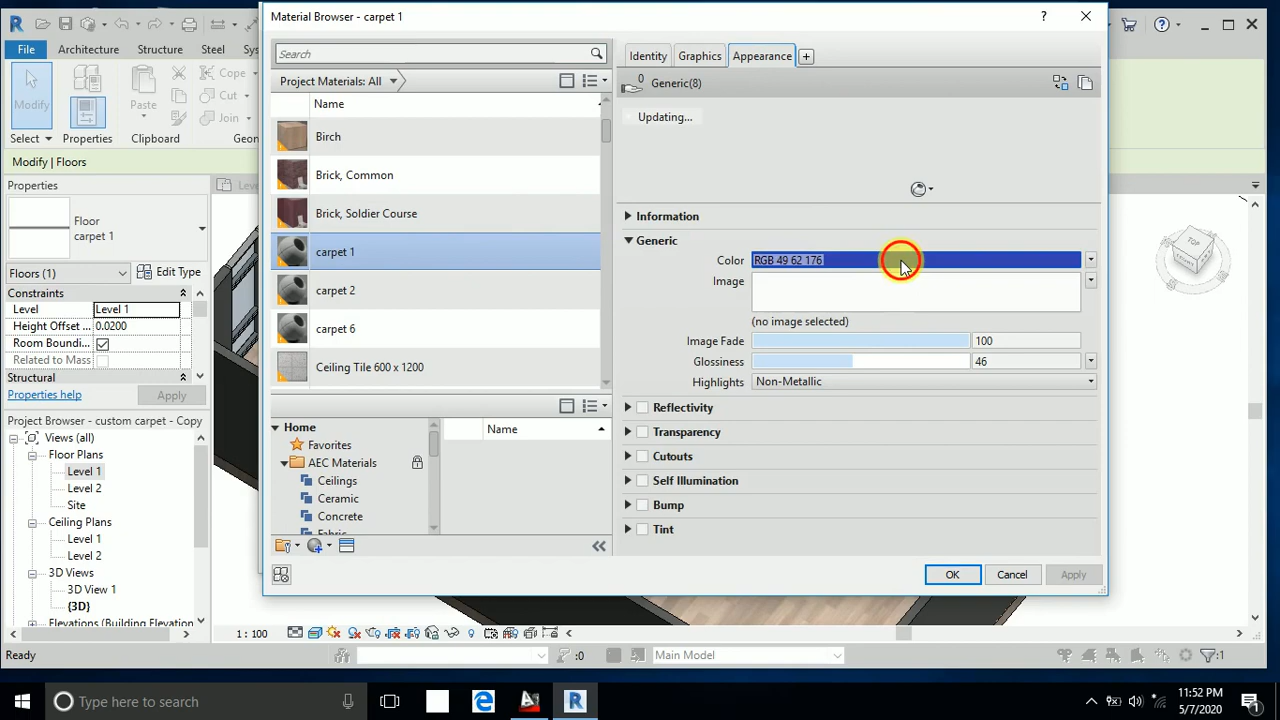 Material Browser - carpet 1
File
Architecture
Structure
Steel
Modify
Select
Properties
Paste
Clipboard
Cope
Cut
Join
Modify | Floors
Properties
Floor
carpet 1
Floors (1)
Edit Type
Constraints
Level
Level 1
Height Offset ...
0.0200
Room Boundi...
Related to Mass
Structural
Properties help
Apply
Project Browser - custom carpet - Copy
Views (all)
Floor Plans
Level 1
Level 2
Site
Ceiling Plans
Level 1
Level 2
3D Views
3D View 1
{3D}
Elevations (Building Elevation
Search
Project Materials: All
Name
Birch
Brick, Common
Brick, Soldier Course
carpet 1
carpet 2
carpet 6
Ceiling Tile 600 x 1200
Home
Favorites
AEC Materials
Ceilings
Ceramic
Concrete
Fabric
Name
Identity
Graphics
Appearance
0
Generic(8)
Updating...
Information
Generic
Color
RGB 49 62 176
Image
(no image selected)
Image Fade
100
Glossiness
46
Highlights
Non-Metallic
Reflectivity
Transparency
Cutouts
Self Illumination
Bump
Tint
OK
Cancel
Apply
TOP
1 : 100
Ready
:0
Main Model
:1
Type here to search
11:52 PM
5/7/2020